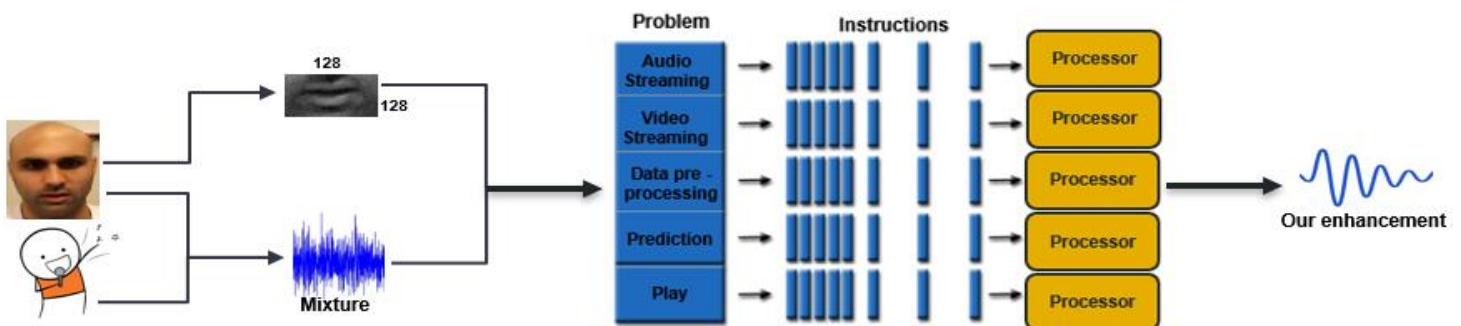 128
128
Mixture
Problem
Audio
Streaming
Video
Streaming
Data pre -
processing
Prediction
Play
Instructions
Processor
Processor
Processor
Processor
Processor
Our enhancement